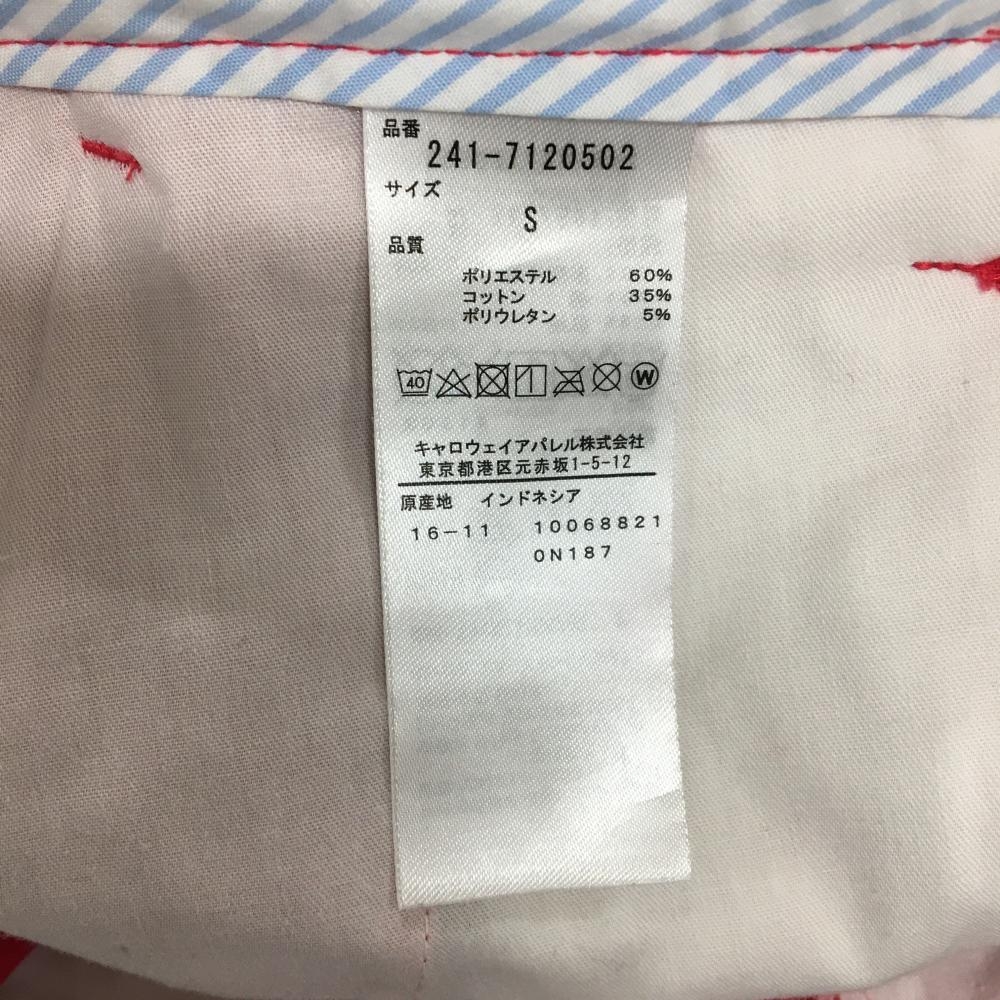 品番
241-7120502
サイズ
S
品質
ポリエステル 60%
コットン 35%
ポリウレタン 5%
40 W
キャロウェイアパレル株式会社
東京都港区元赤坂1-5-12
原産地 インドネシア
16-11 10068821
0N187